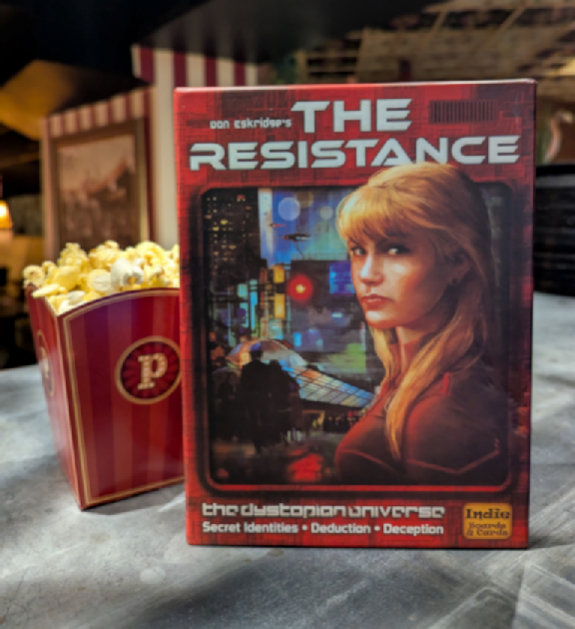 Don Eskridge's
THE
RESISTANCE
P
the dystopian universe
Secret Identities • Deduction • Deception
Indie
Boards
& Cards